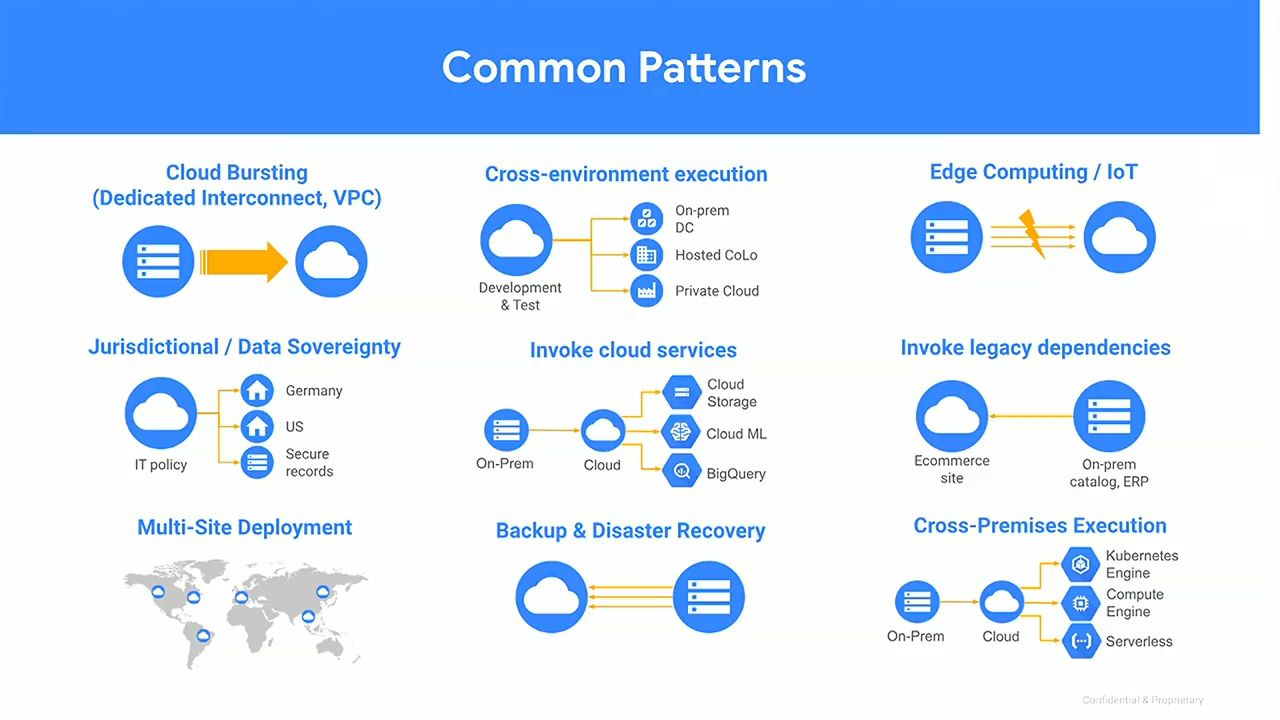 Common Patterns
Cloud Bursting
(Dedicated Interconnect, VPC)
Cross-environment execution
Development
& Test
On-prem
DC
Hosted CoLo
Private Cloud
Edge Computing / IoT
Jurisdictional / Data Sovereignty
IT policy
Germany
US
Secure
records
Invoke cloud services
On-Prem
Cloud
Cloud
Storage
Cloud ML
BigQuery
Invoke legacy dependencies
Ecommerce
site
On-prem
catalog, ERP
Multi-Site Deployment
Backup & Disaster Recovery
Cross-Premises Execution
On-Prem
Cloud
Kubernetes
Engine
Compute
Engine
Serverless
Confidential & Proprietary